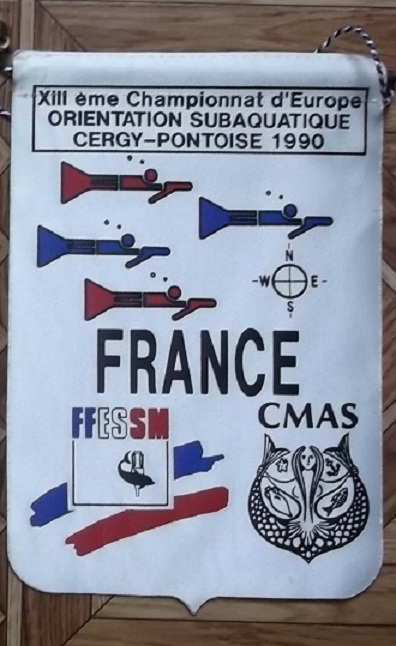 XIII ème Championnat d'Europe
ORIENTATION SUBAQUATIQUE
CERGY-PONTOISE 1990
N
W E
S
FRANCE
CMAS
FFESSM